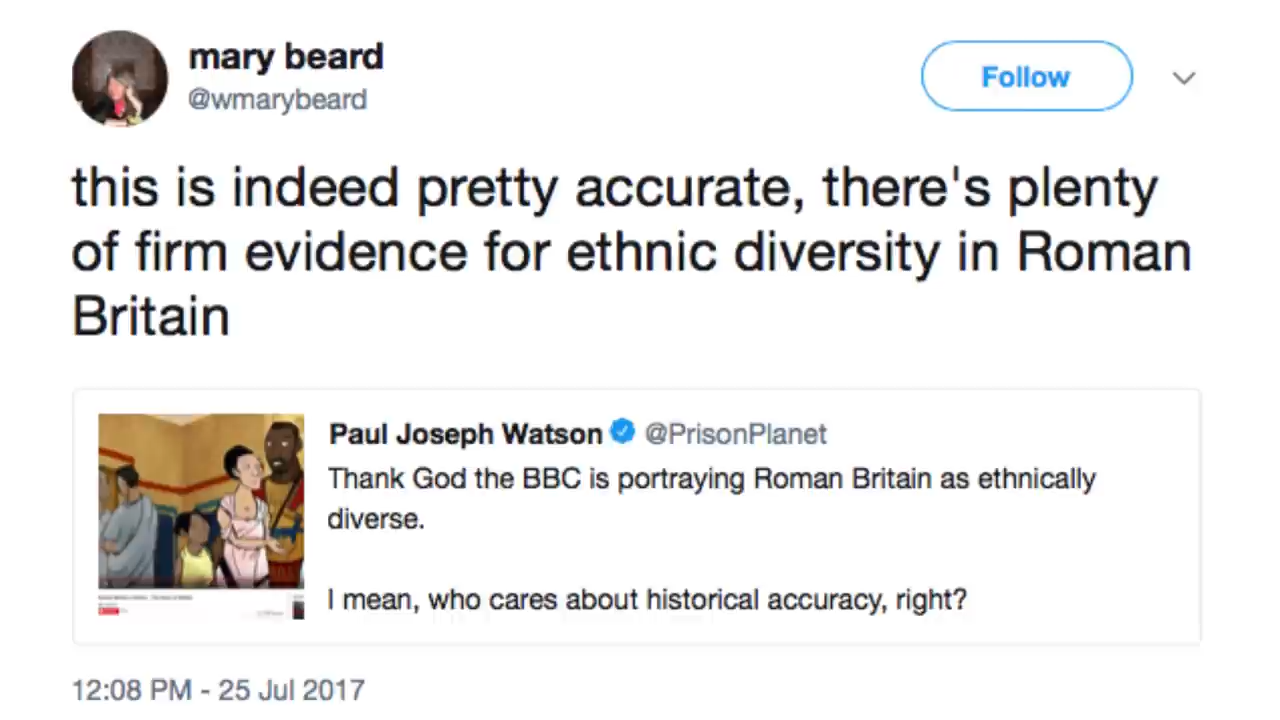 mary beard
@wmarybeard
Follow
this is indeed pretty accurate, there's plenty
of firm evidence for ethnic diversity in Roman
Britain
Paul Joseph Watson @PrisonPlanet
Thank God the BBC is portraying Roman Britain as ethnically
diverse.
I mean, who cares about historical accuracy, right?
12:08 PM - 25 Jul 2017